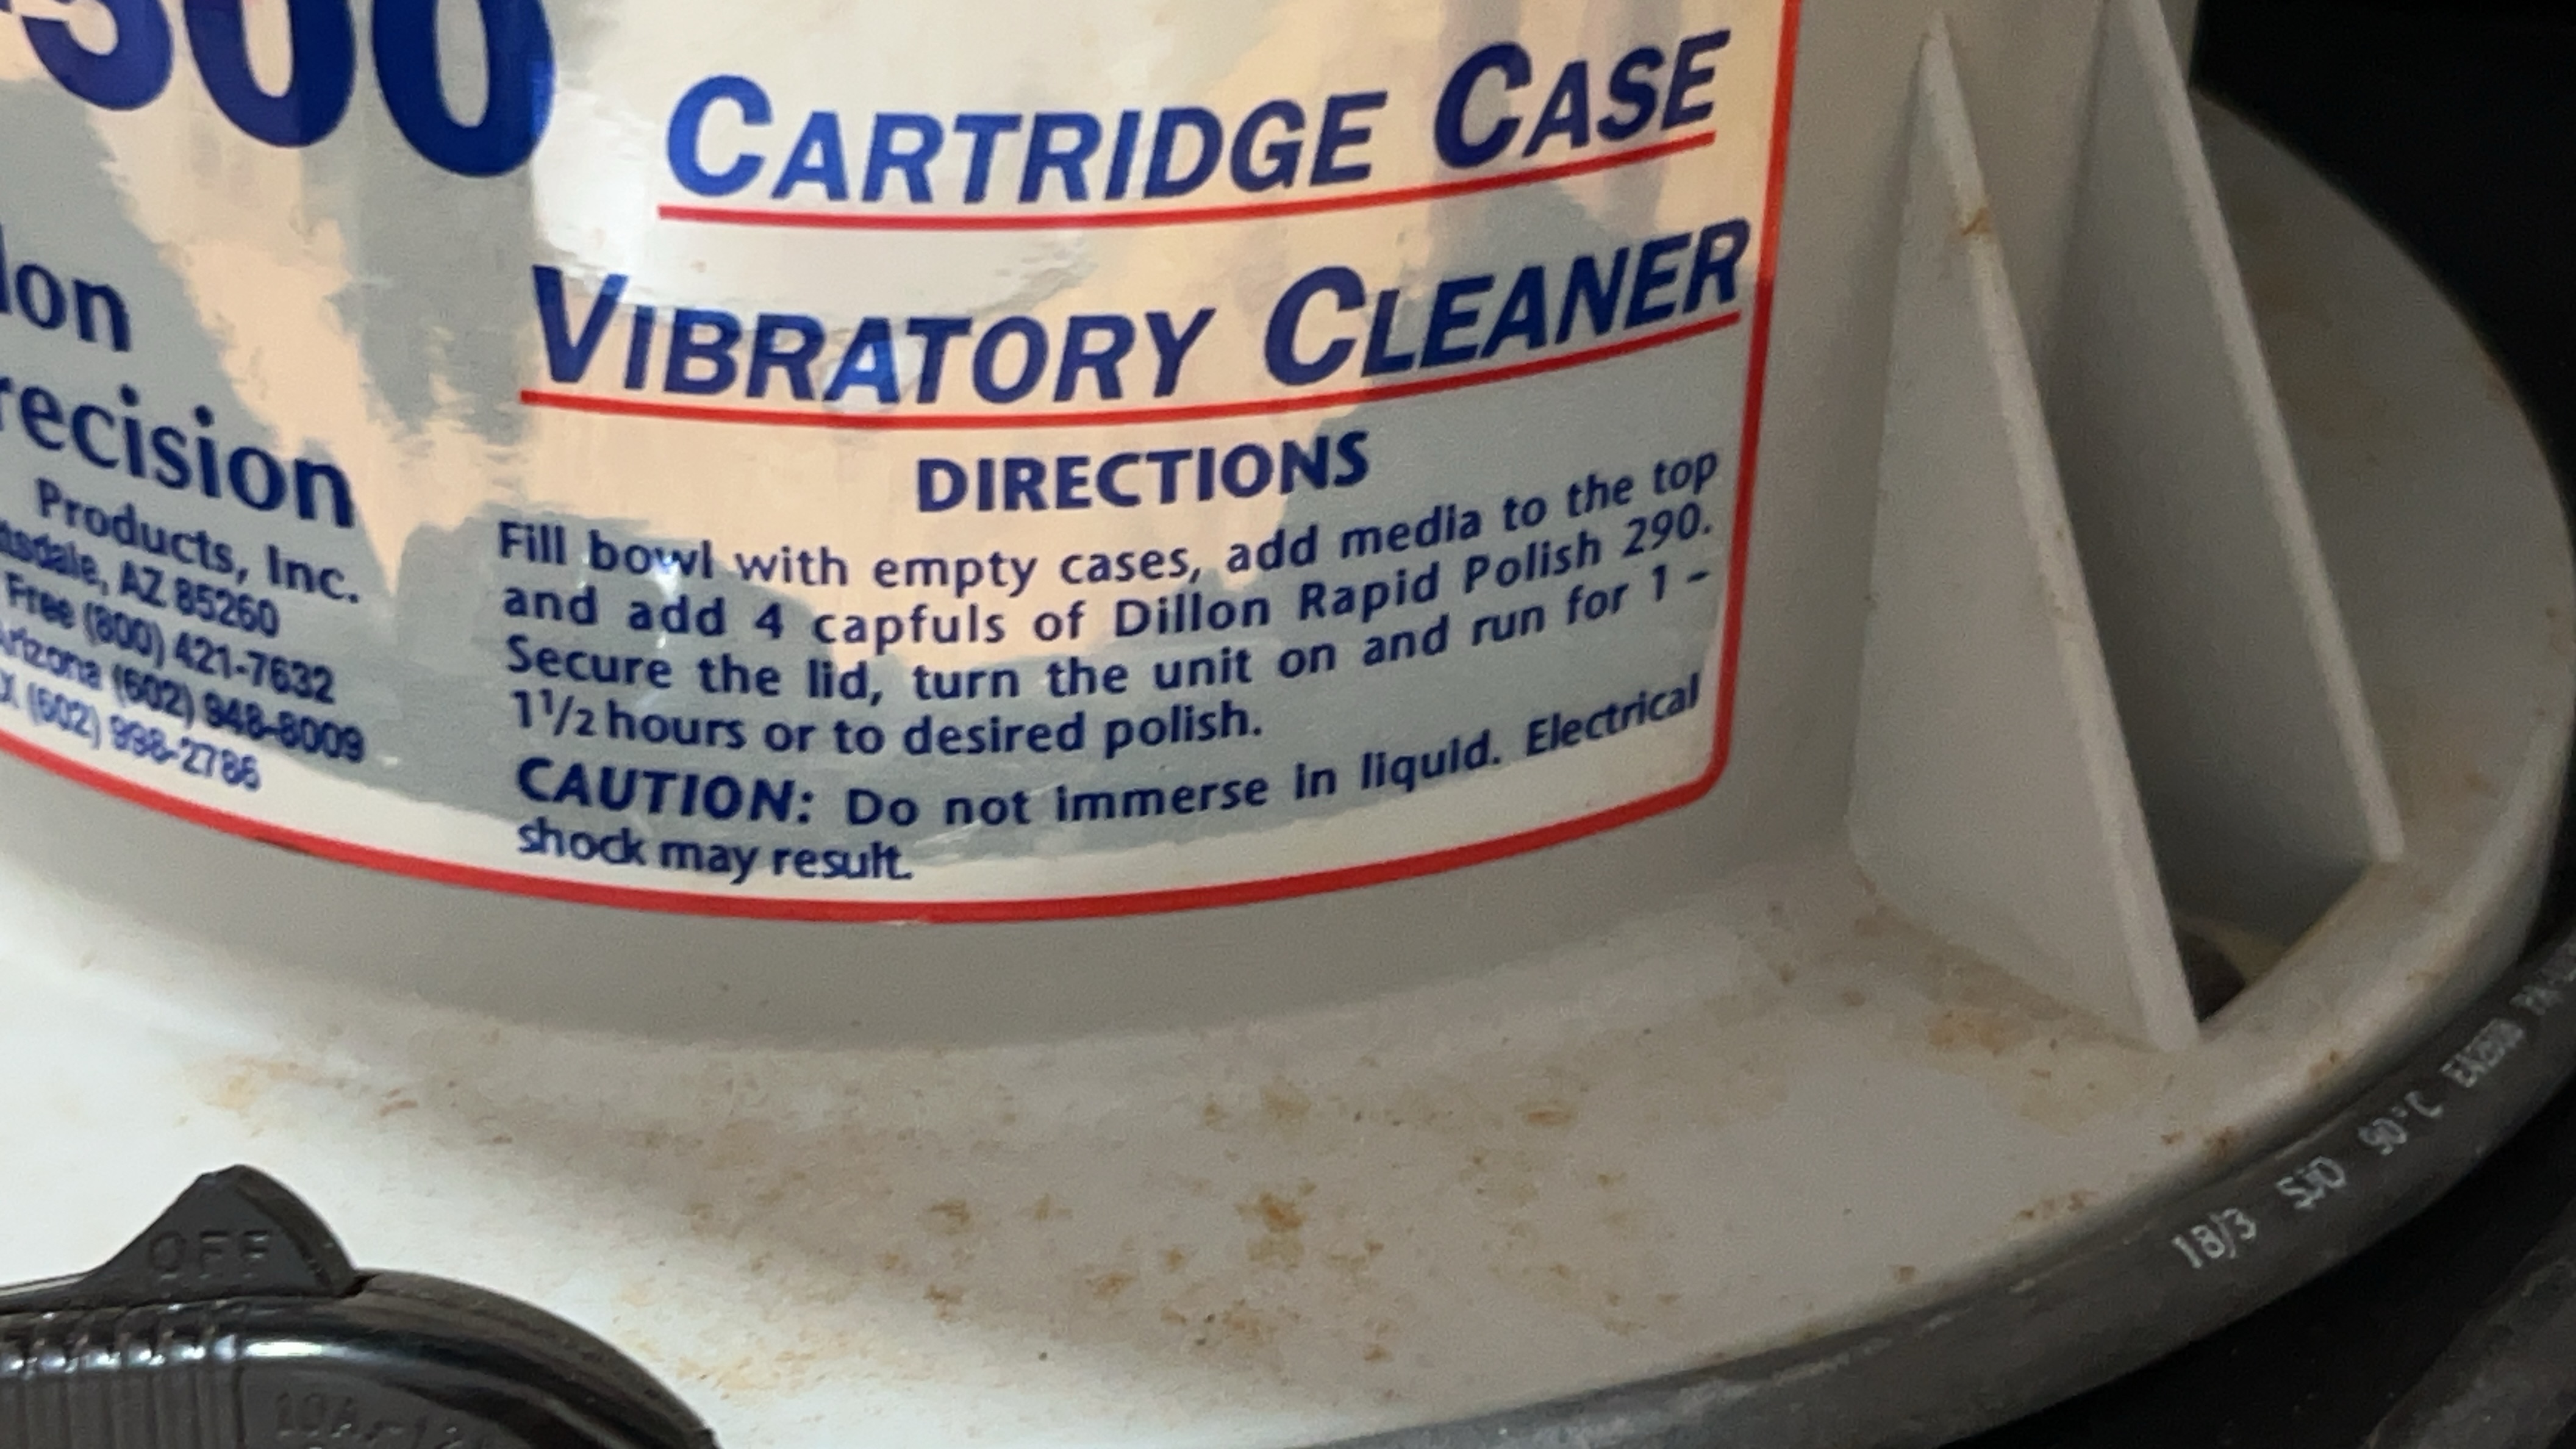 500
CARTRIDGE CASE
VIBRATORY CLEANER
lon
recision
Products, Inc.
sdale, AZ 85260
Free (800) 421-7632
Arizona (602) 948-8009
X (602) 998-2786
DIRECTIONS
Fill bowl with empty cases, add media to the top
and add 4 capfuls of Dillon Rapid Polish 290.
Secure the lid, turn the unit on and run for 1 –
1½ hours or to desired polish.
CAUTION: Do not immerse in liquid. Electrical
shock may result.
OFF
18/3 SJO 90°C